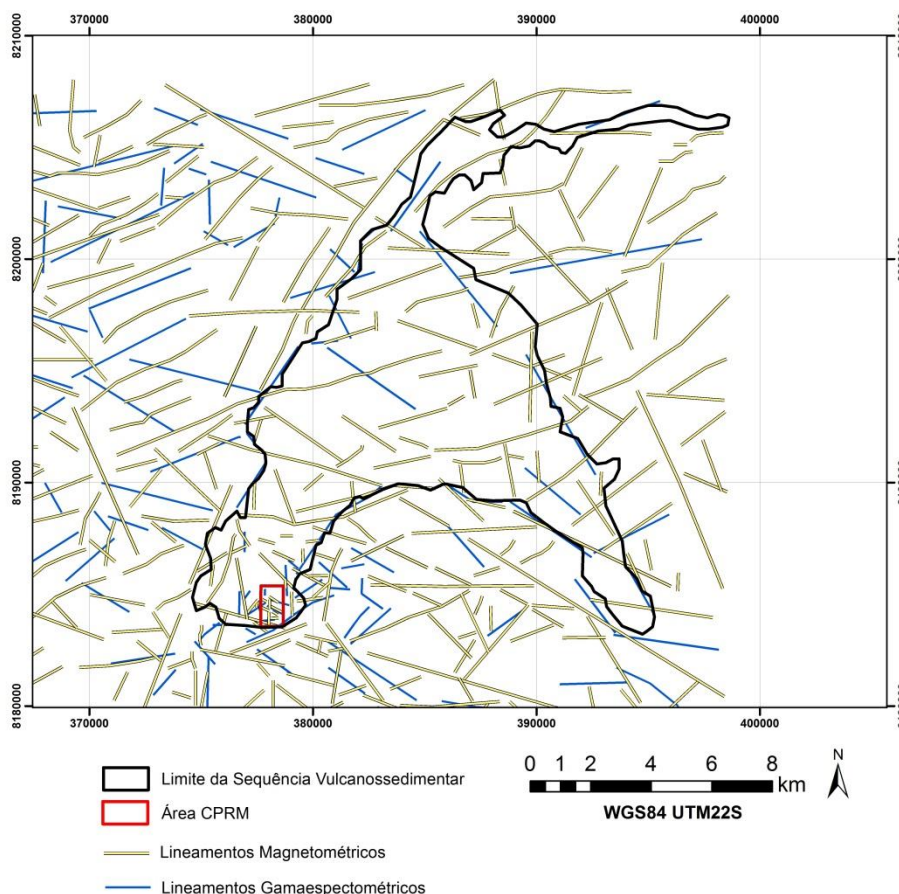 370000 380000 390000 400000
8210000
8200000
8190000
8180000
370000 380000 390000 400000
Limite da Sequência Vulcanossedimentar
Área CPRM
Lineamentos Magnetométricos
Lineamentos Gamaespectométricos
0 1 2 4 6 8
km
N
WGS84 UTM22S